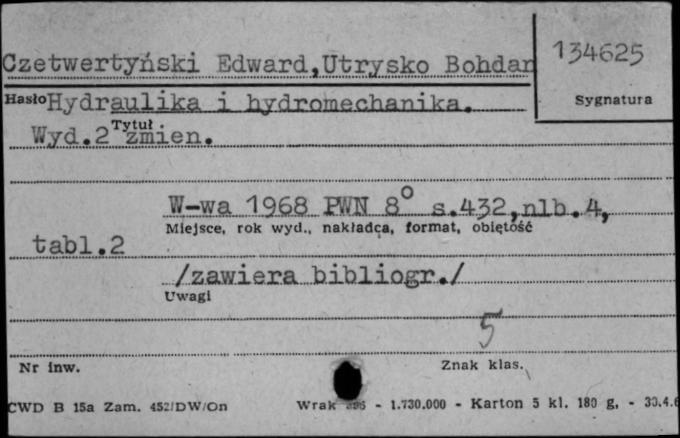 Czetwertyński Edward,Utrysko Bohdan
134625
Sygnatura
Hasło Hydraulika i hydromechanika.
Tytuł
Wyd.2 zmien.
W-wa 1968 PWN 8° s.432,nlb.4,
Miejsce, rok wyd., nakładca, format, objętość
tabl.2
/zawiera bibliogr./
Uwagi
5
Nr inw.
Znak klas.
CWD B 15a Zam. 452/DW/On Wrak - 1.730.000 - Karton 5 kl. 180 g, - 30.4.6